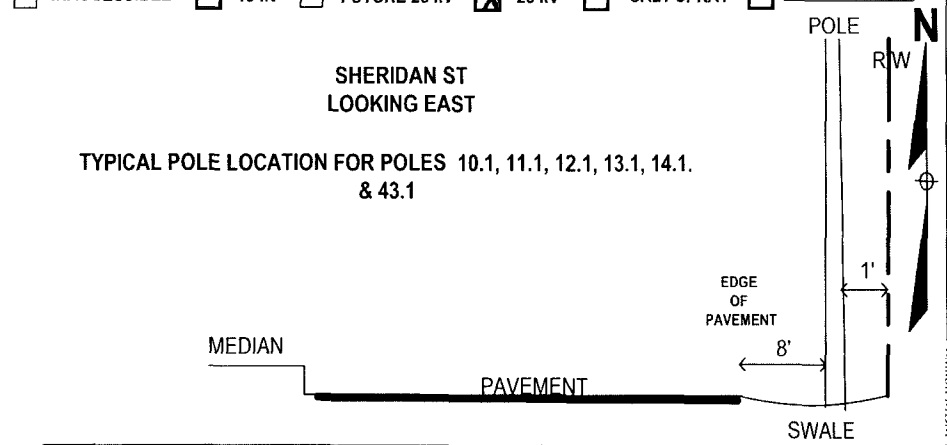 POLE
N
R/W
SHERIDAN ST
LOOKING EAST
TYPICAL POLE LOCATION FOR POLES 10.1, 11.1, 12.1, 13.1, 14.1.
& 43.1
1'
EDGE
OF
PAVEMENT
8'
MEDIAN
PAVEMENT
SWALE